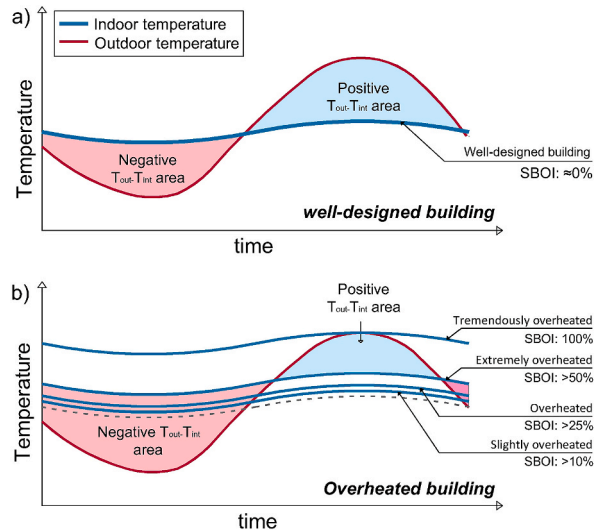 a)
Indoor temperature
Outdoor temperature
Temperature
Positive
Tout-Tint area
Negative
Tout-Tint
area
Well-designed building
SBOI: ≈0%
well-designed building
time
b)
Positive
Tout-Tint
area
Temperature
Tremendously overheated
SBOI: 100%
Extremely overheated
SBOI: >50%
Overheated
SBOI: >25%
Slightly overheated
SBOI: >10%
Negative Tout-Tint
area
Overheated building
time